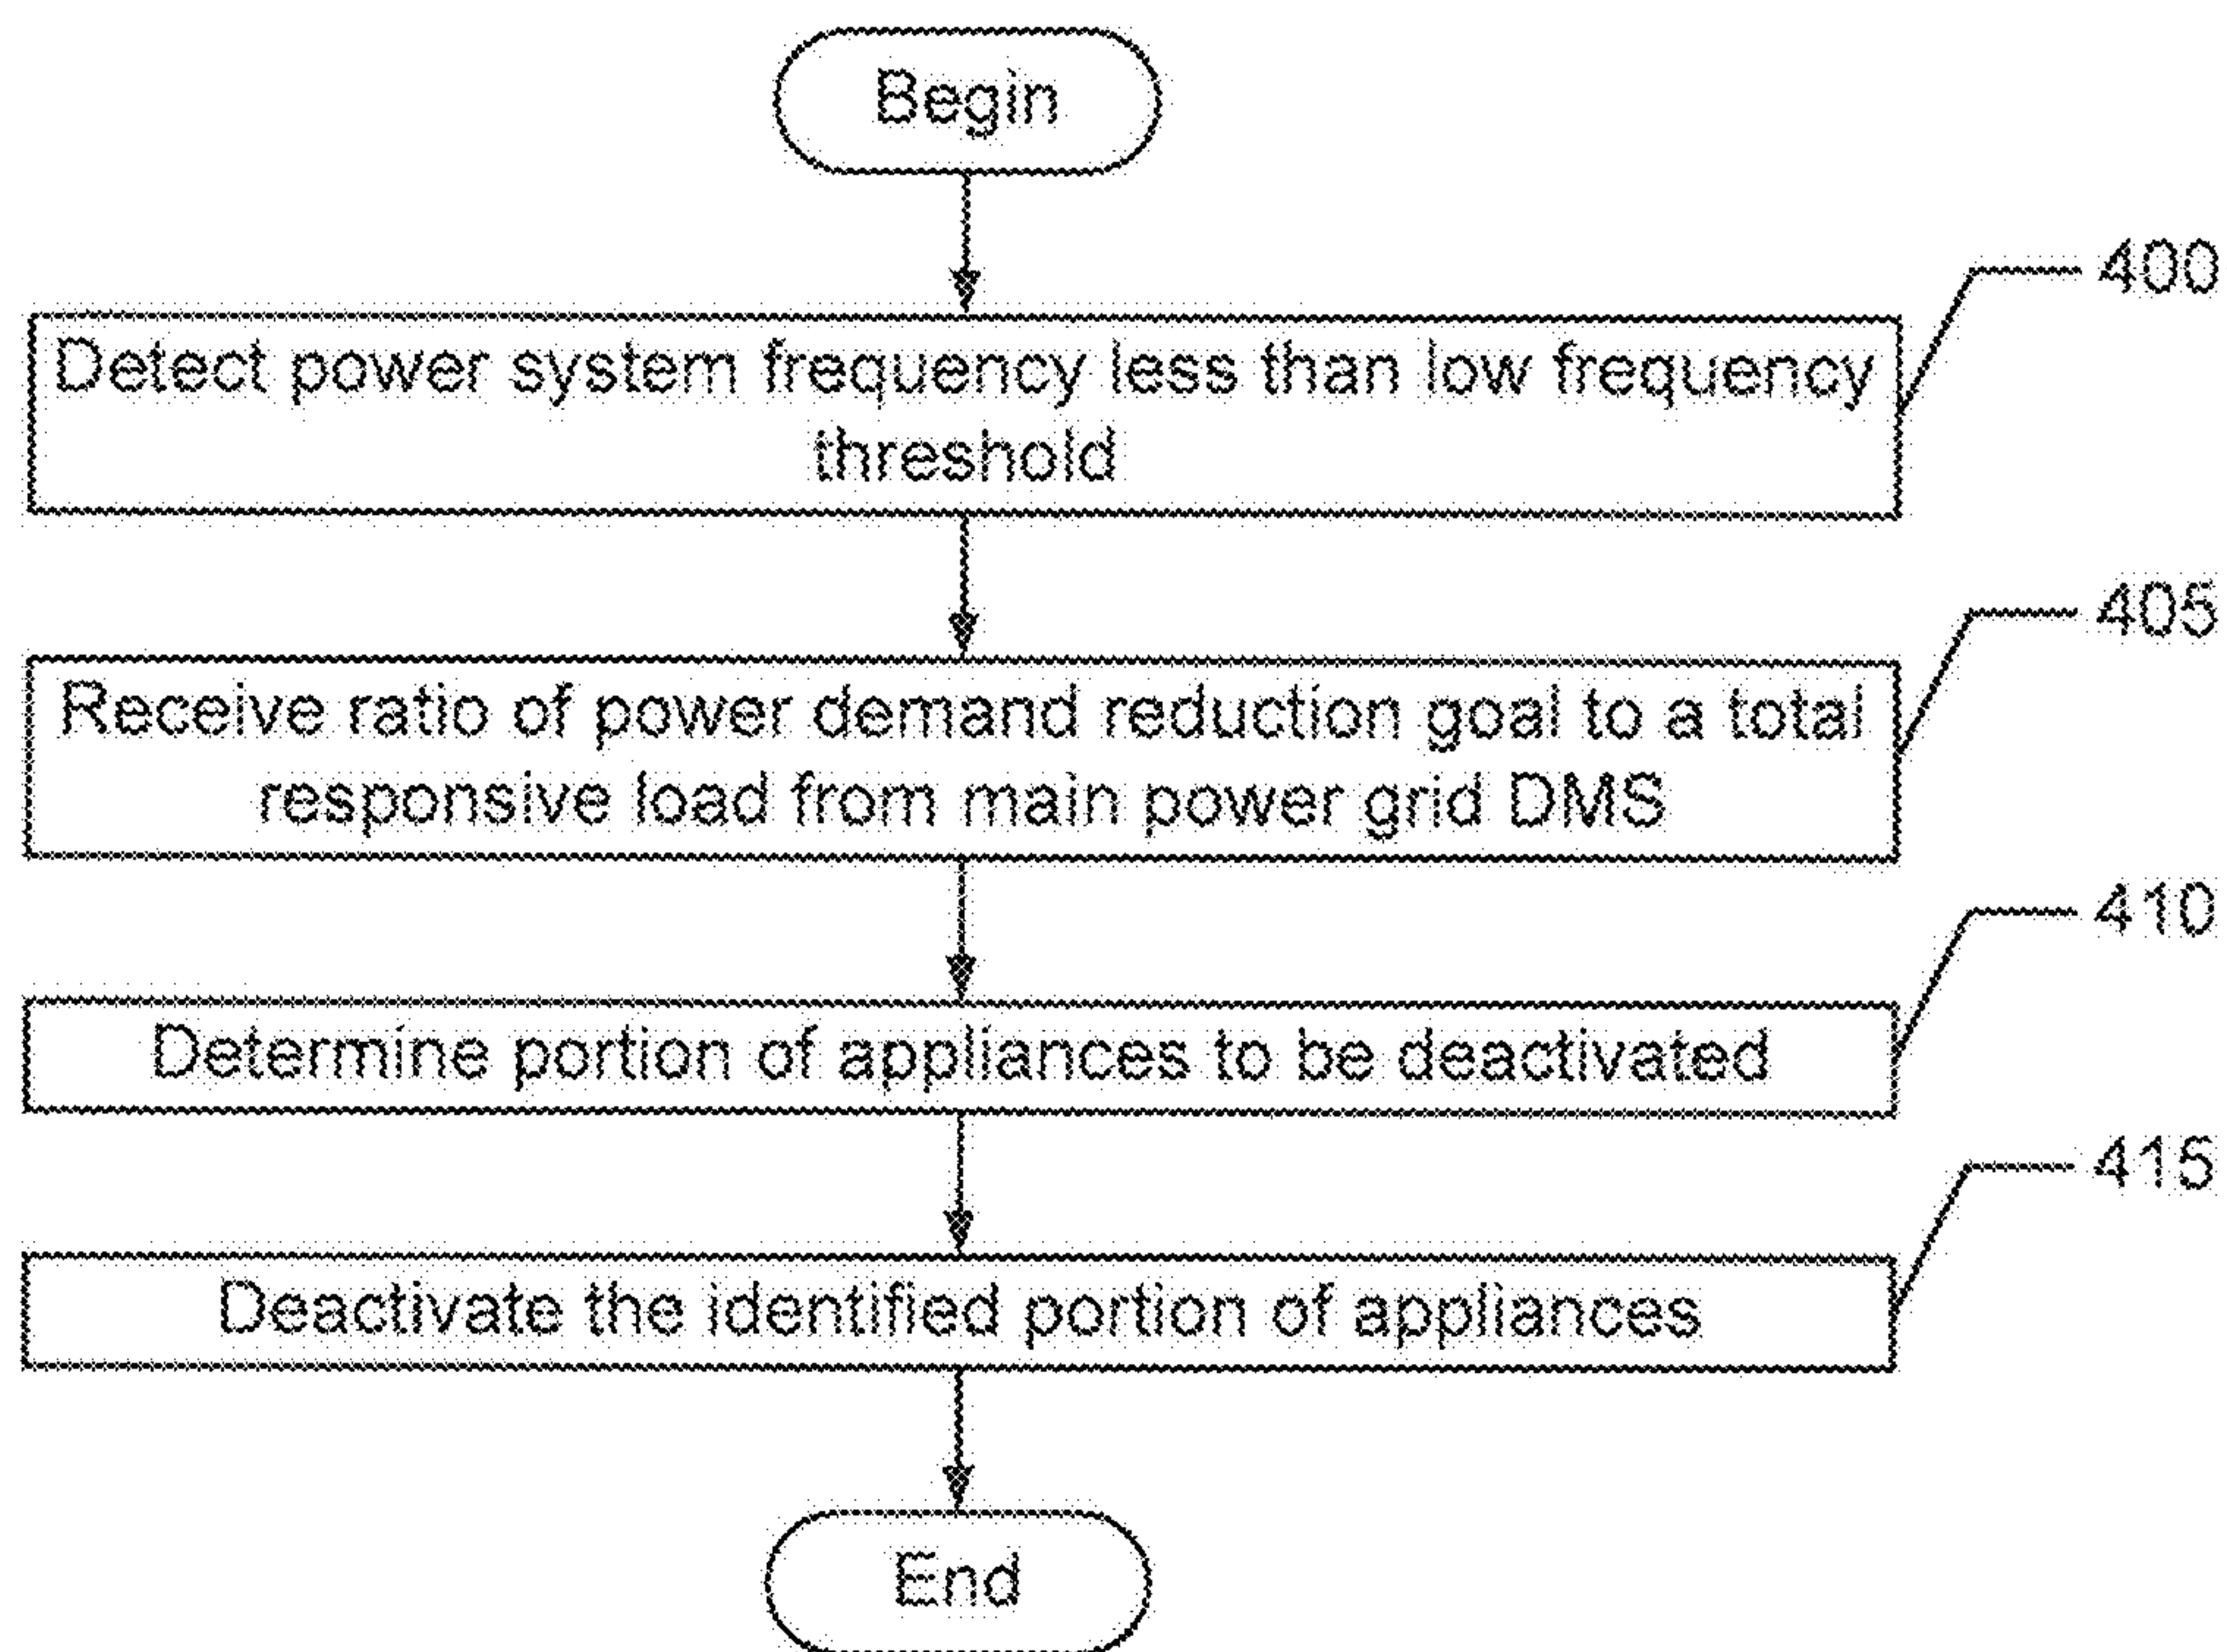 Begin
400
Detect power system frequency less than low frequency
threshold
405
Receive ratio of power demand reduction goal to a total
responsive load from main power grid DMS
410
Determine portion of appliances to be deactivated
415
Deactivate the identified portion of appliances
End